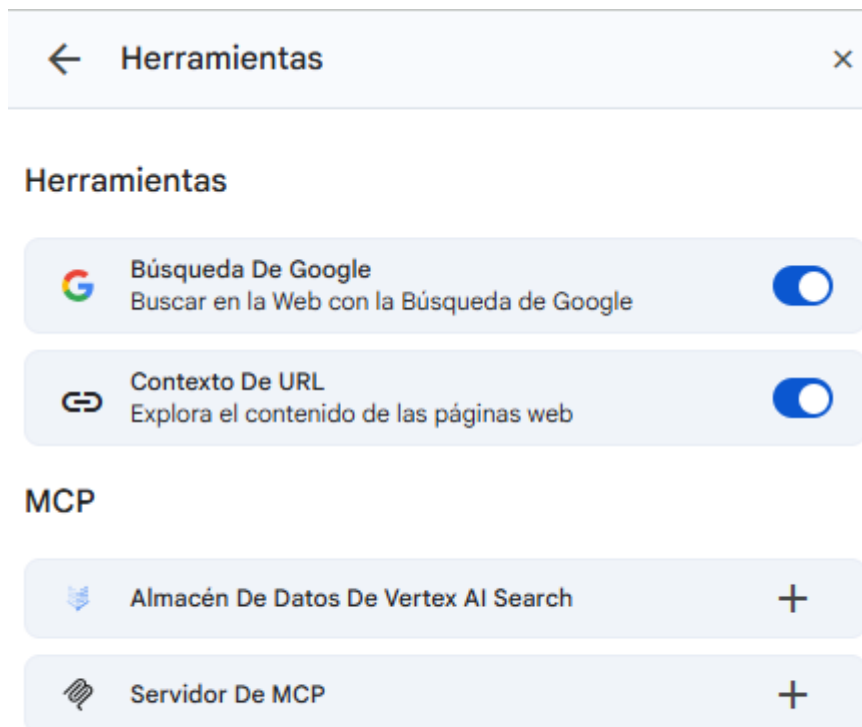 Herramientas
Herramientas
Búsqueda De Google
Buscar en la Web con la Búsqueda de Google
Contexto De URL
Explora el contenido de las páginas web
MCP
Almacén De Datos De Vertex AI Search
Servidor De MCP